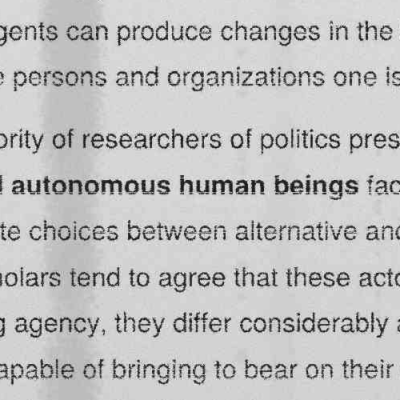 gents can produce changes in the
persons and organizations one is
ority of researchers of politics pres
autonomous human beings fac
te choices between alternative and
holars tend to agree that these acto
g agency, they differ considerably a
apable of bringing to bear on their